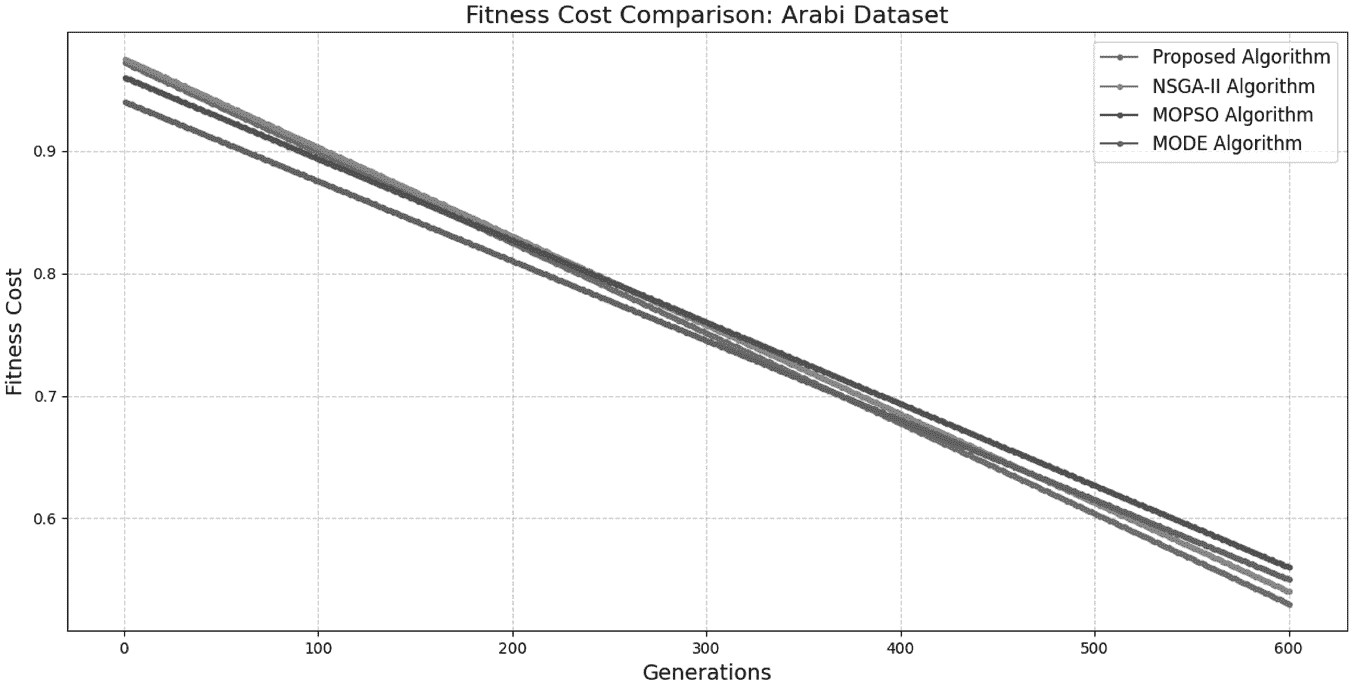 Fitness Cost Comparison: Arabi Dataset
Proposed Algorithm
NSGA-II Algorithm
MOPSO Algorithm
MODE Algorithm
Fitness Cost
0.9
0.8
0.7
0.6
0 100 200 300 400 500 600
Generations